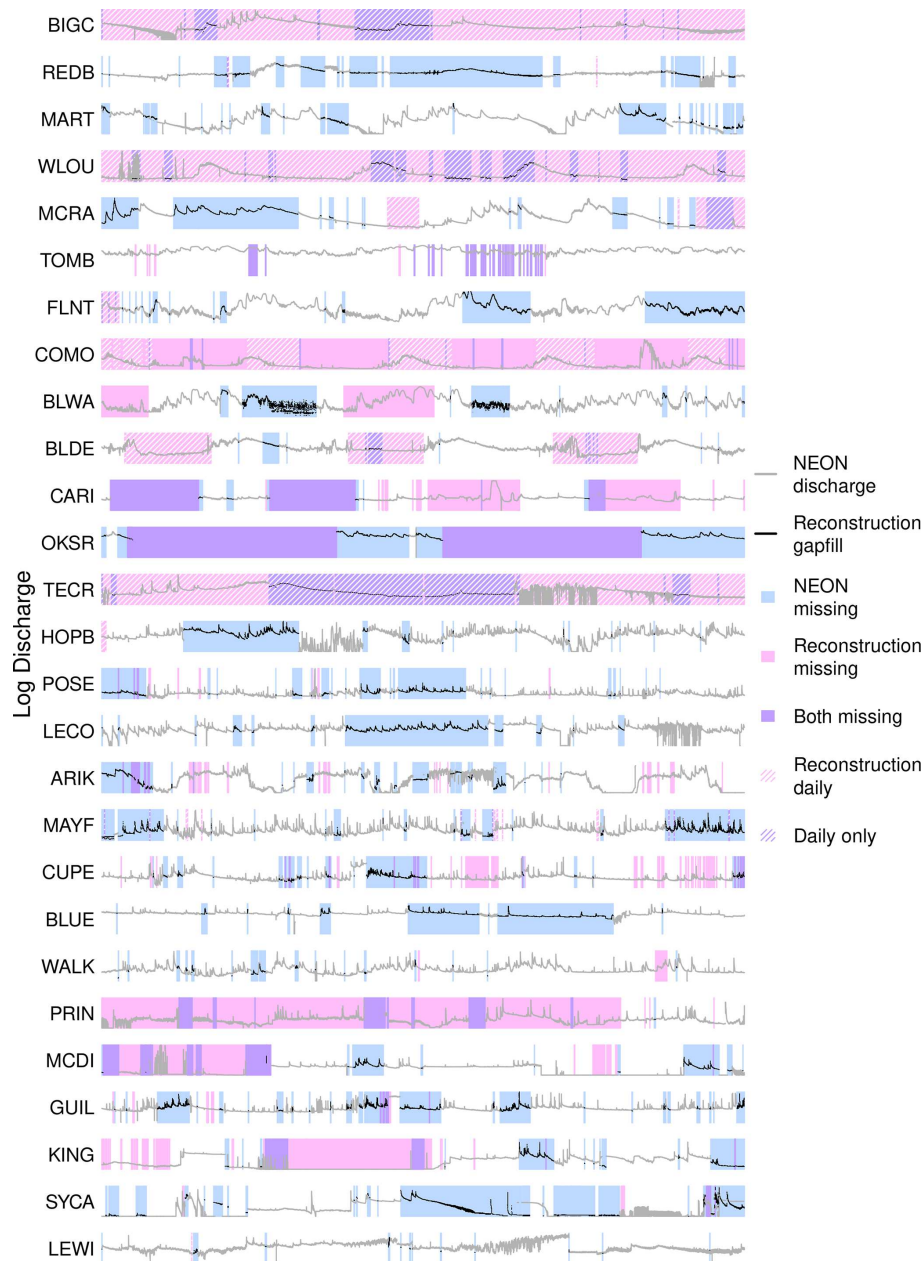 BIGC
REDB
MART
WLOU
MCRA
TOMB
FLNT
COMO
BLWA
BLDE
CARI
OKSR
TECR
HOPB
POSE
LECO
ARIK
MAYF
CUPE
BLUE
WALK
PRIN
MCDI
GUIL
KING
SYCA
LEWI
Log Discharge
NEON
discharge
Reconstruction
gapfill
NEON
missing
Reconstruction
missing
Both missing
Reconstruction
daily
Daily only